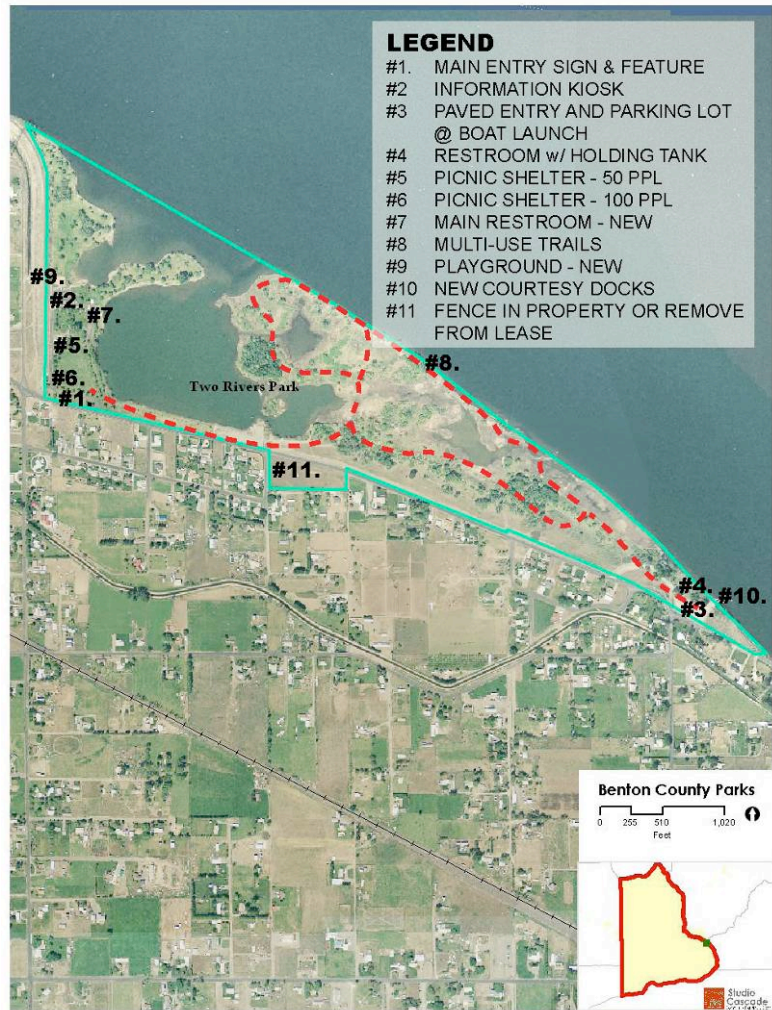 LEGEND
#1. MAIN ENTRY SIGN & FEATURE
#2 INFORMATION KIOSK
#3 PAVED ENTRY AND PARKING LOT
@ BOAT LAUNCH
#4 RESTROOM w/ HOLDING TANK
#5 PICNIC SHELTER - 50 PPL
#6 PICNIC SHELTER - 100 PPL
#7 MAIN RESTROOM - NEW
#8 MULTI-USE TRAILS
#9 PLAYGROUND - NEW
#10 NEW COURTESY DOCKS
#11 FENCE IN PROPERTY OR REMOVE
FROM LEASE
#9.
#2.
#7.
#5.
#8.
#6.
Two Rivers Park
#1.
#11.
#4.
#10.
#3.
Benton County Parks
0 255 510 1,020
Feet
Studio
Cascade